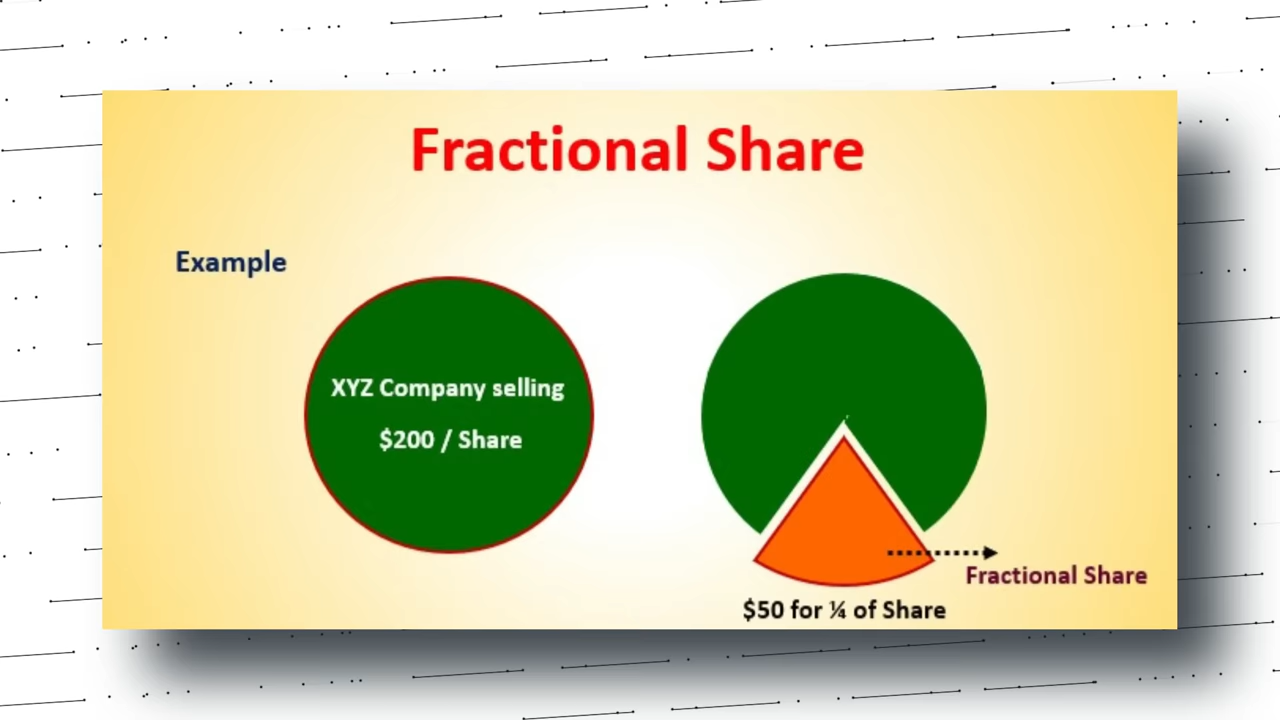 Fractional Share
Example
XYZ Company selling
$200 / Share
Fractional Share
$50 for ¼ of Share